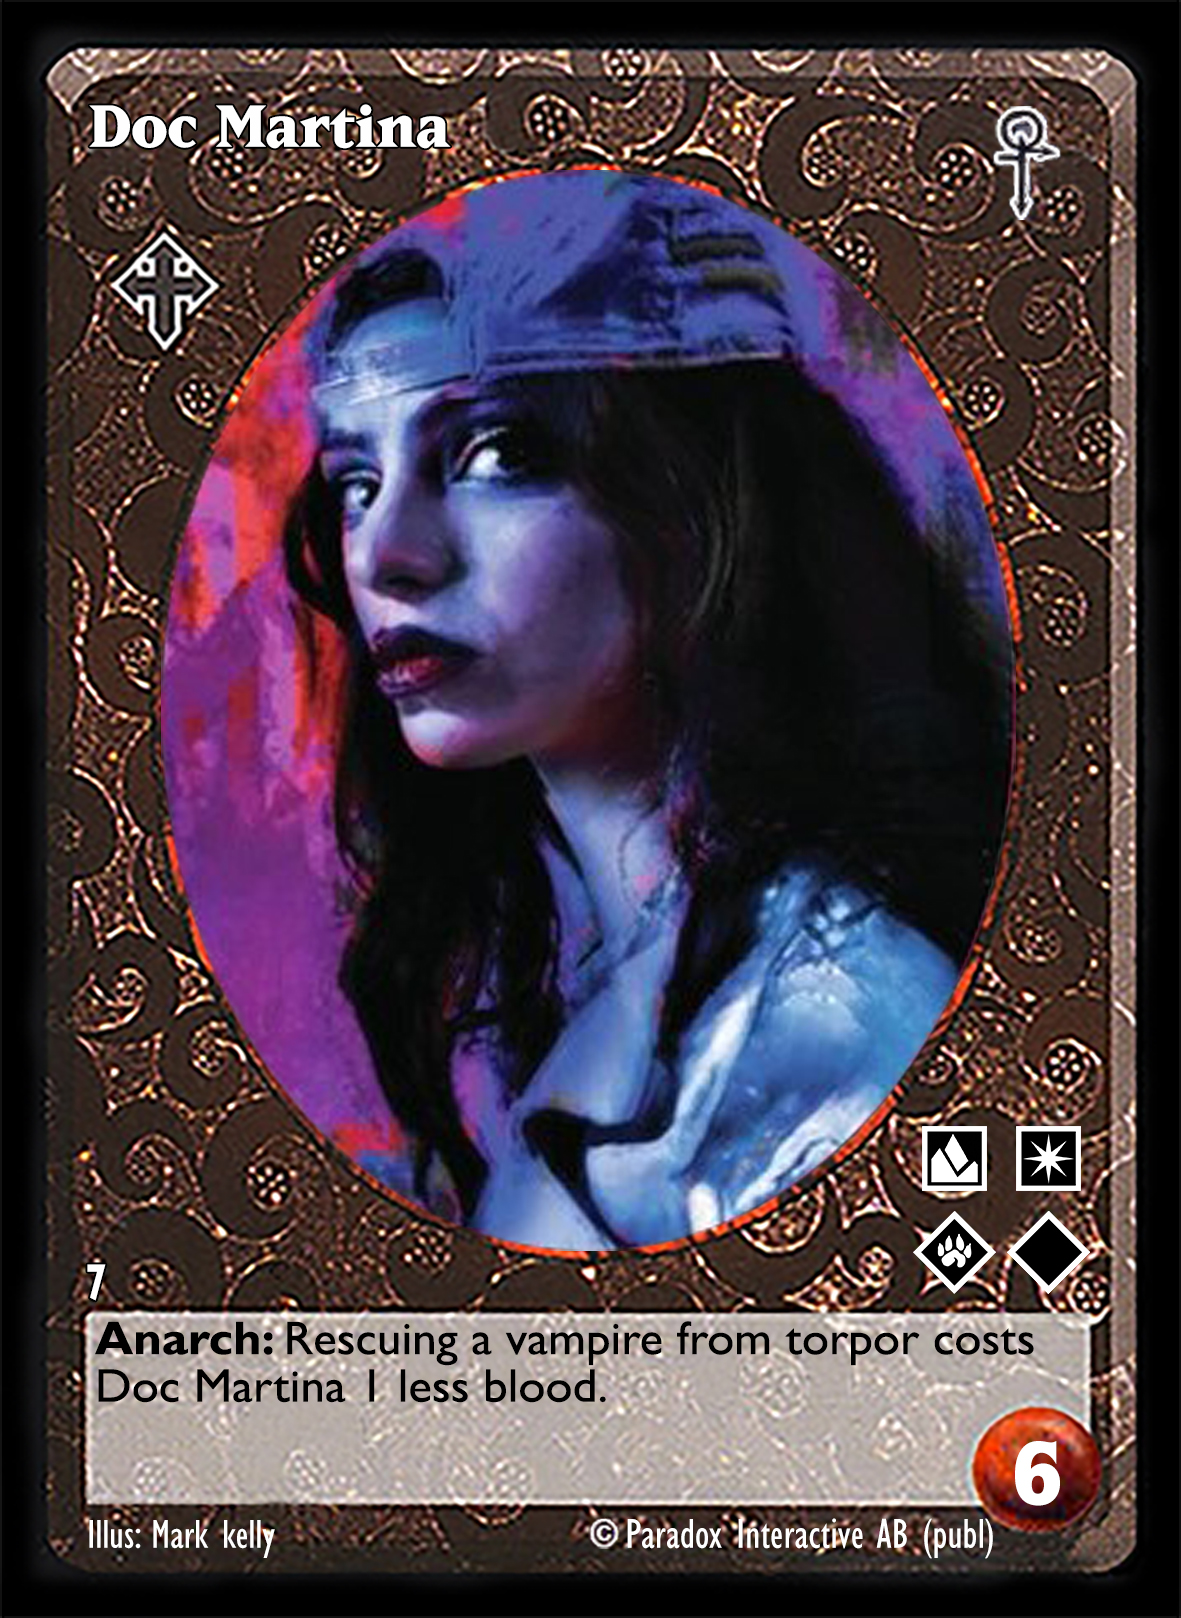 Doc Martina
7
Anarch: Rescuing a vampire from torpor costs
Doc Martina 1 less blood.
6
Illus: Mark kelly
© Paradox Interactive AB (publ)